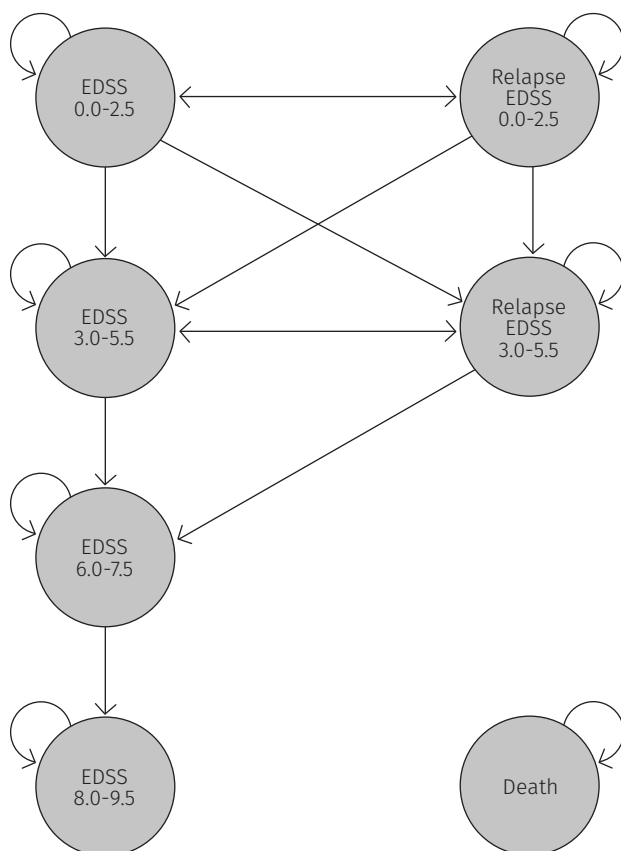 EDSS
0.0-2.5
Relapse
EDSS
0.0-2.5
EDSS
3.0-5.5
Relapse
EDSS
3.0-5.5
EDSS
6.0-7.5
EDSS
8.0-9.5
Death